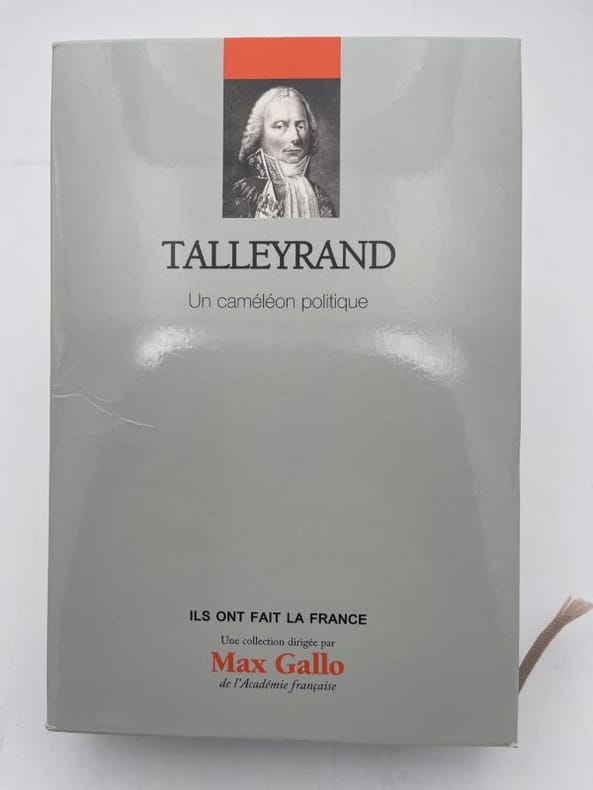 TALLEYRAND
Un caméléon politique
ILS ONT FAIT LA FRANCE
Une collection dirigée par
Max Gallo
de l'Académie française